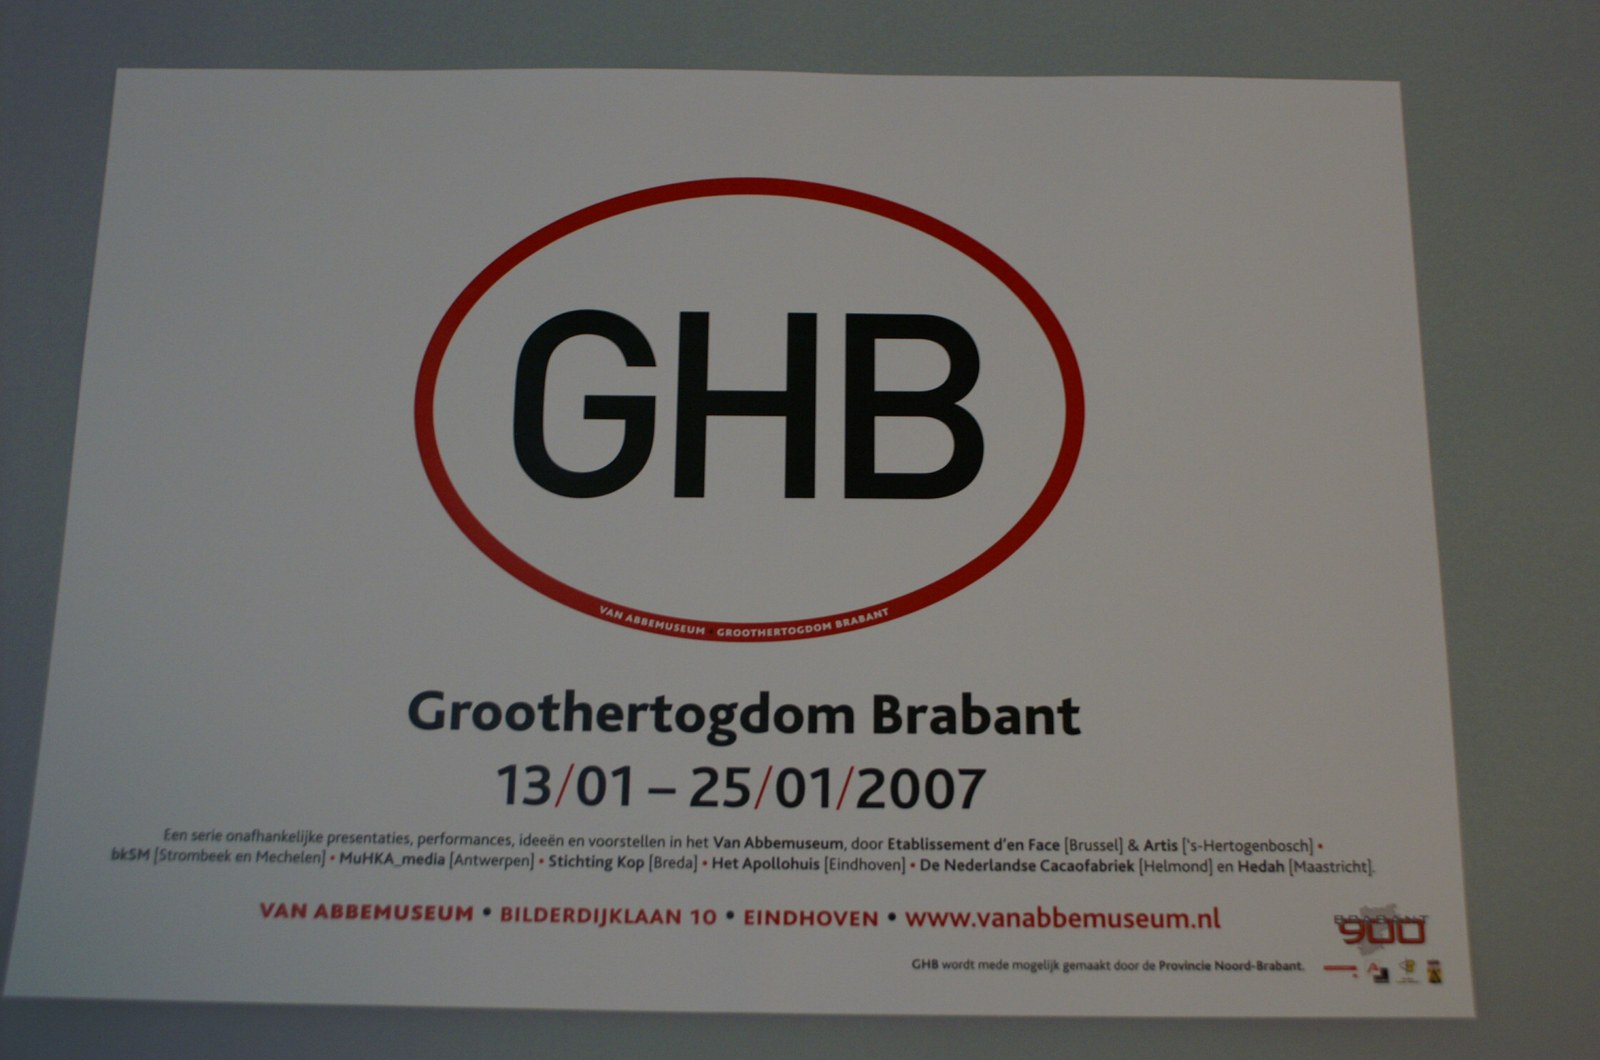 GHB
VAN ABBEMUSEUM • GROOTHERTOGDOM BRABANT
Groothertogdom Brabant
13/01 – 25/01/2007
Een serie onafhankelijke presentaties, performances, ideeën en voorstellen in het Van Abbemuseum, door Etablissement d'en Face [Brussel] & Artis ['s-Hertogenbosch] •
bkSM [Strombeek en Mechelen] • MuHKA_media [Antwerpen] • Stichting Kop [Breda] • Het Apollohuis [Eindhoven] • De Nederlandse Cacaofabriek [Helmond] en Hedah [Maastricht].
VAN ABBEMUSEUM • BILDERDIJKLAAN 10 • EINDHOVEN • www.vanabbemuseum.nl
BRABANT
900
GHB wordt mede mogelijk gemaakt door de Provincie Noord-Brabant.